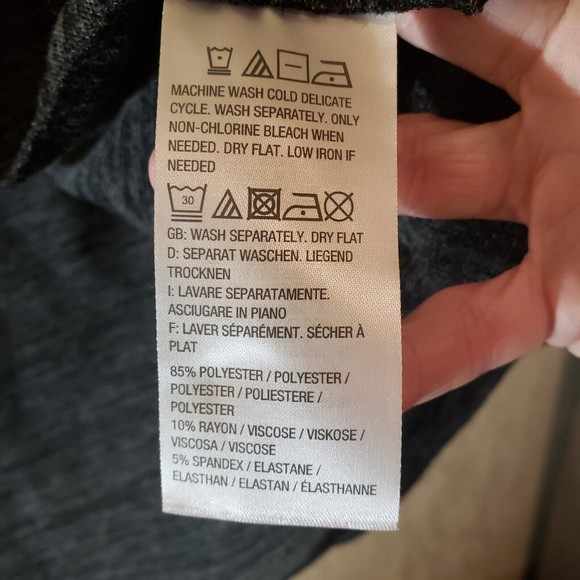 MACHINE WASH COLD DELICATE
CYCLE. WASH SEPARATELY. ONLY
NON-CHLORINE BLEACH WHEN
NEEDED. DRY FLAT. LOW IRON IF
NEEDED
30
GB: WASH SEPARATELY. DRY FLAT
D: SEPARAT WASCHEN. LIEGEND
TROCKNEN
I: LAVARE SEPARATAMENTE.
ASCIUGARE IN PIANO
F: LAVER SÉPARÉMENT. SÉCHER À
PLAT
85% POLYESTER / POLYESTER /
POLYESTER / POLIESTERE /
POLYESTER
10% RAYON / VISCOSE / VISKOSE /
VISCOSA / VISCOSE
5% SPANDEX / ELASTANE /
ELASTHAN / ELASTAN / ÉLASTHANNE